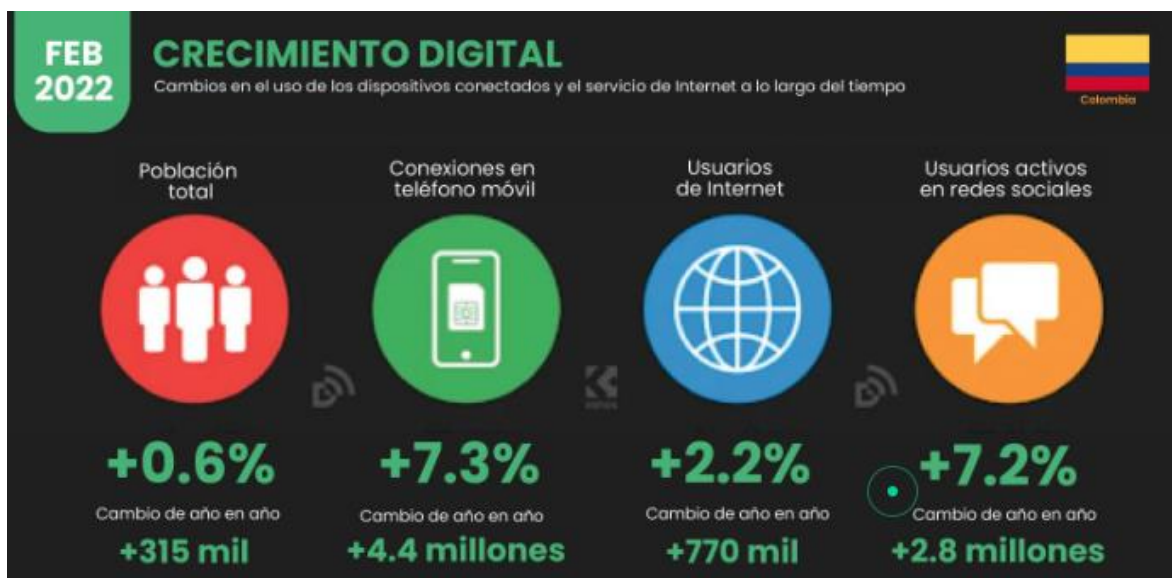 FEB
2022
CRECIMIENTO DIGITAL
Cambios en el uso de los dispositivos conectados y el servicio de Internet a lo largo del tiempo
Colombia
Población
total
Conexiones en
teléfono móvil
Usuarios
de Internet
Usuarios activos
en redes sociales
+0.6%
+7.3%
+2.2%
+7.2%
Cambio de año en año
Cambio de año en año
Cambio de año en año
Cambio de año en año
+315 mil
+4.4 millones
+770 mil
+2.8 millones